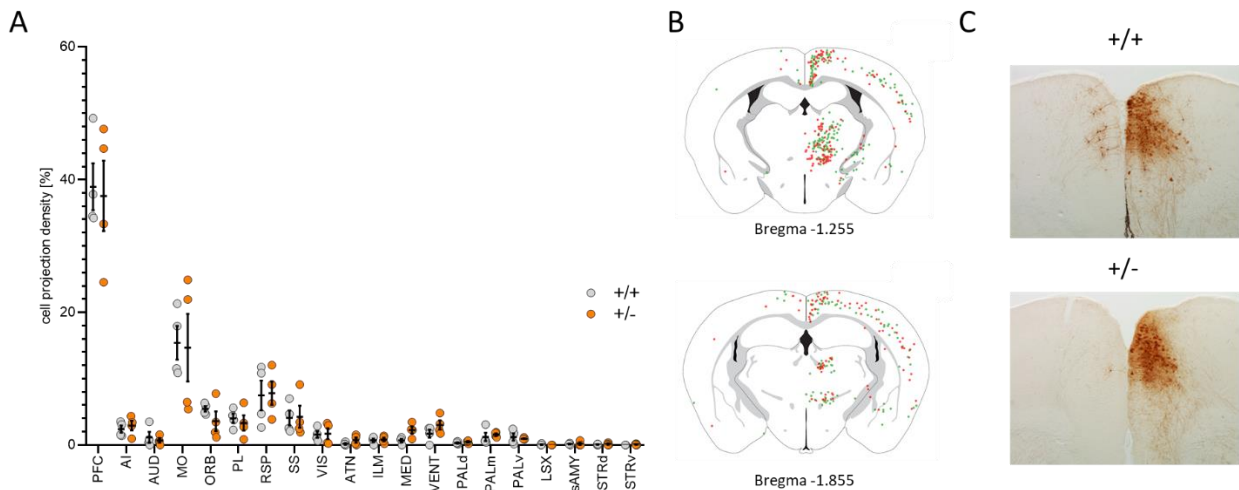 A
60
40
20
0
cell projection density [%]
+/+
+/-
PFC
AI
AUD
MO
ORB
PL
RSP
SS
VIS
ATN
ILM
MED
VENT
PALd
PALm
PALv
LSX
sAMY
STRd
STRv
B
Bregma -1.255
Bregma -1.855
C
+/+
+/-